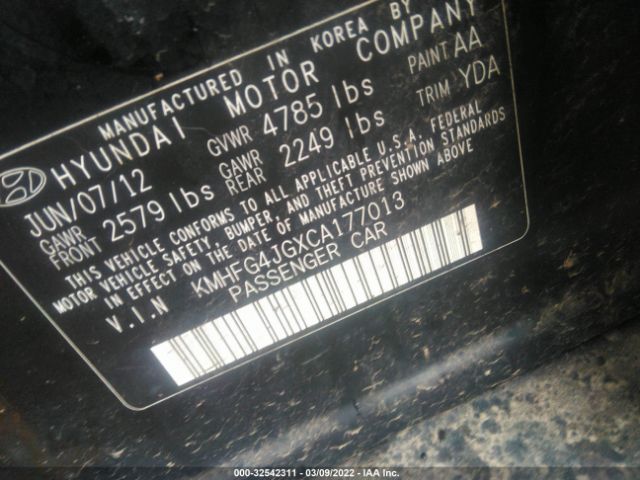 MANUFACTURED IN KOREA BY
HYUNDAI MOTOR COMPANY
JUN/07/12 GVWR 4785 lbs PAINT AA
GAWR FRONT 2579 lbs GAWR REAR 2249 lbs TRIM YDA
THIS VEHICLE CONFORMS TO ALL APPLICABLE U.S.A. FEDERAL
MOTOR VEHICLE SAFETY, BUMPER, AND THEFT PREVENTION STANDARDS
IN EFFECT ON THE DATE OF MANUFACTURE SHOWN ABOVE
V.I.N KMHFG4JGXCA177013
PASSENGER CAR
000-32542311 - 03/09/2022 - IAA Inc.